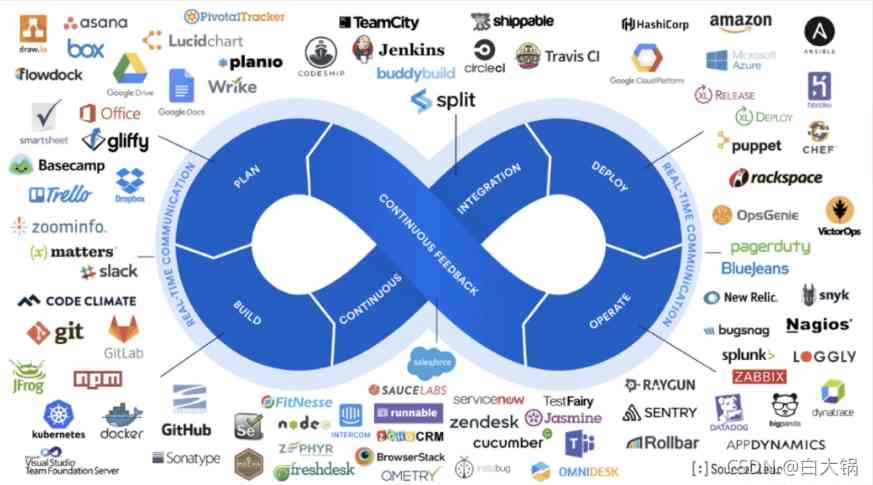 draw.io
asana
PivotalTracker
TeamCity
shippable
HashiCorp
amazon
ANSIBLE
box
Lucidchart
CODESHIP
Jenkins
circleci
Travis CI
Google Cloud Platform
Microsoft
Azure
flowdock
Google Drive
planio
buddybuild
Google Docs
Wrike
split
XL RELEASE
heroku
smartsheet
Office
gliffy
XL DEPLOY
puppet
CHEF
Basecamp
Trello
Dropbox
rackspace
zoominfo.
OpsGenie
VictorOps
(x) matters
slack
pagerduty
BlueJeans
PLAN
CONTINUOUS FEEDBACK
CONTINUOUS
INTEGRATION
DEPLOY
BUILD
OPERATE
REAL-TIME COMMUNICATION
REAL-TIME COMMUNICATION
CODE CLIMATE
New Relic.
snyk
git
GitLab
bugsnag
Nagios
JFrog
npm
salesforce
splunk>
LOGGLY
ZABBIX
SAUCELABS
kubernetes
docker
GitHub
FitNesse
node
Se
INTERCOM
runnable
servicenow
TestFairy
RAYGUN
zendesk
Jasmine
SENTRY
DATADOG
bigpanda
dynatrace
ZOHO CRM
cucumber
Rollbar
APPDYNAMICS
Visual Studio
Team Foundation Server
Sonatype
MOCHA
ZEPHYR
freshdesk
BrowserStack
QMETRY
instabug
OMNIDESK
[:] SourceClear
CSDN @白大锅